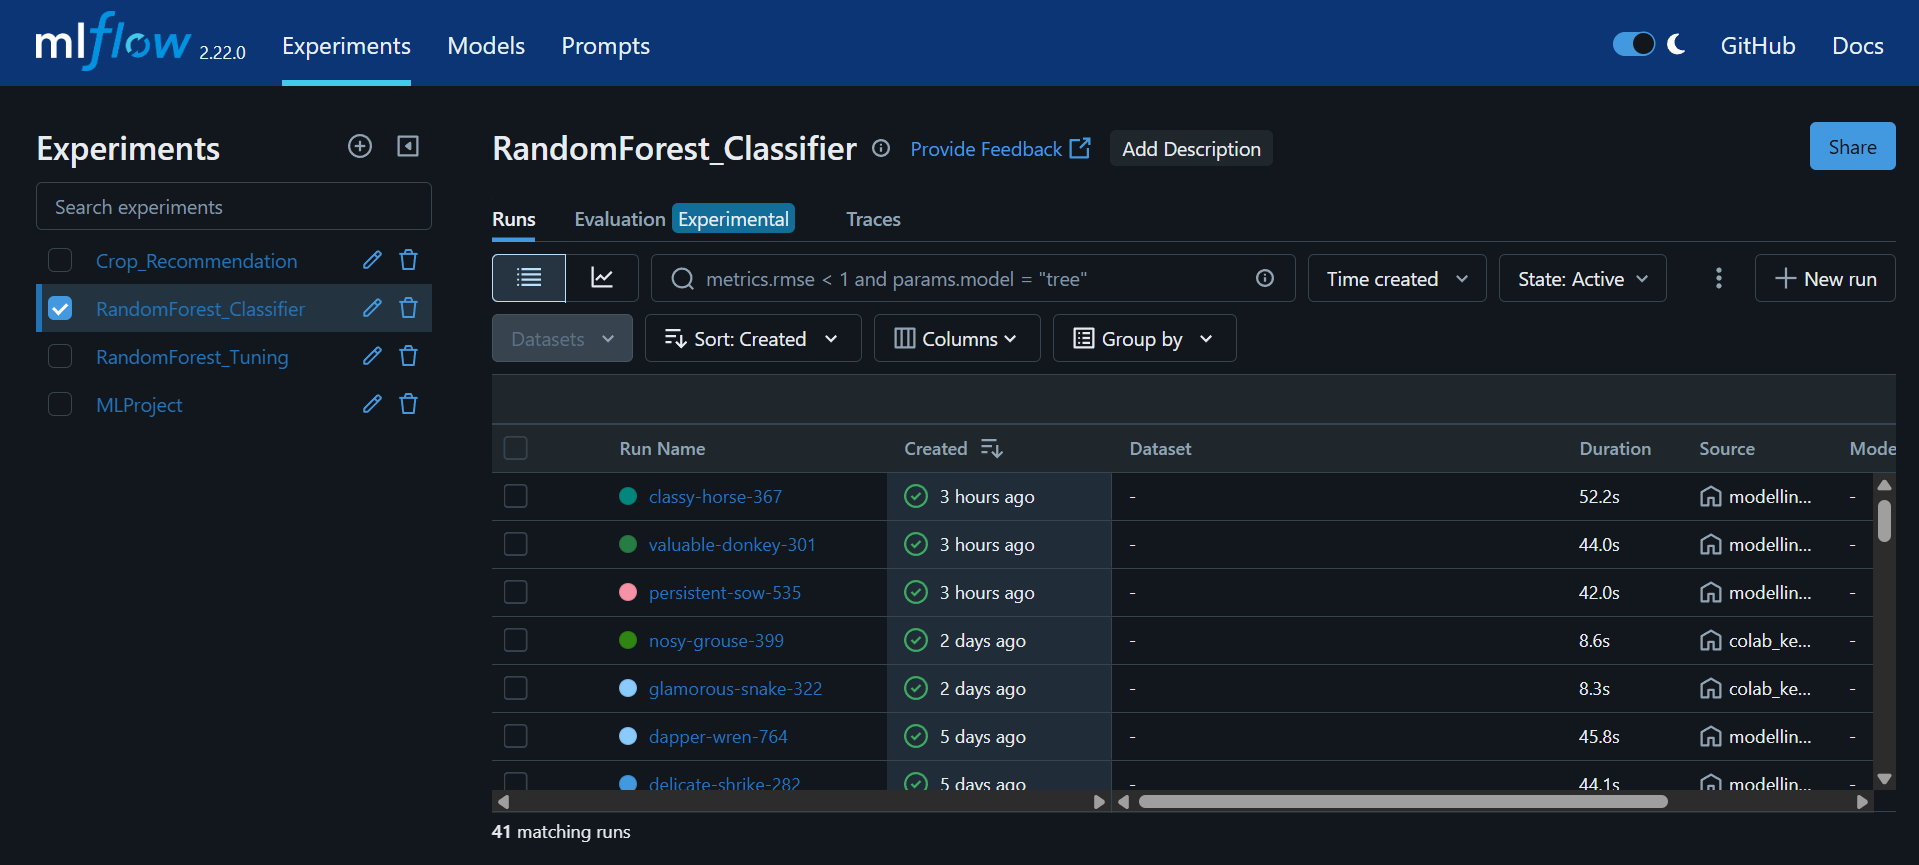 mlflow 2.22.0 Experiments Models Prompts GitHub Docs
Experiments
Search experiments
Crop_Recommendation
RandomForest_Classifier
RandomForest_Tuning
MLProject
RandomForest_Classifier Provide Feedback Add Description Share
Runs Evaluation Experimental Traces
metrics.rmse < 1 and params.model = "tree" Time created State: Active New run
Datasets Sort: Created Columns Group by
Run Name Created Dataset Duration Source Mode
classy-horse-367 3 hours ago - 52.2s modellin... -
valuable-donkey-301 3 hours ago - 44.0s modellin... -
persistent-sow-535 3 hours ago - 42.0s modellin... -
nosy-grouse-399 2 days ago - 8.6s colab_ke... -
glamorous-snake-322 2 days ago - 8.3s colab_ke... -
dapper-wren-764 5 days ago - 45.8s modellin... -
delicate-shrike-282 5 days ago - 44.1s modellin... -
41 matching runs